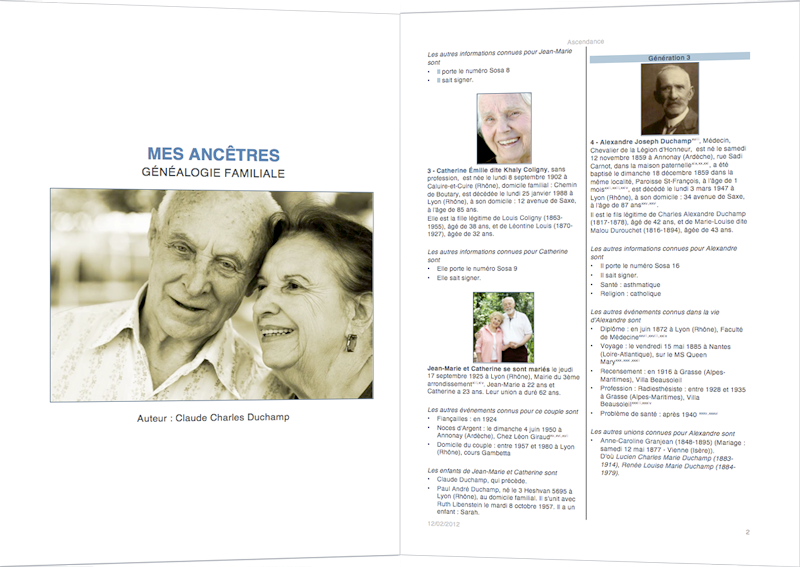 MES ANCÊTRES
GÉNÉALOGIE FAMILIALE
Auteur : Claude Charles Duchamp
Ascendance
Les autres informations connues pour Jean-Marie
sont
• Il porte le numéro Sosa 8
• Il sait signer.
3 - Catherine Émilie dite Khaly Coligny, sans
profession, est née le lundi 8 septembre 1902 à
Caluire-et-Cuire (Rhône), domicile familial : Chemin
de Boutary, est décédée le lundi 25 janvier 1988 à
Lyon (Rhône), à son domicile : 12 avenue de Saxe,
à l'âge de 85 ans.
Elle est la fille légitime de Louis Coligny (1863-
1955), âgé de 38 ans, et de Léontine Louis (1870-
1927), âgée de 32 ans.
Les autres informations connues pour Catherine
sont
• Elle porte le numéro Sosa 9
• Elle sait signer.
Jean-Marie et Catherine se sont mariés le jeudi
17 septembre 1925 à Lyon (Rhône), Mairie du 3ème
arrondissement. Jean-Marie a 22 ans et
Catherine a 23 ans. Leur union a duré 62 ans.
Les autres événements connus pour ce couple sont
• Fiançailles : en 1924
• Noces d'Argent : le dimanche 4 juin 1950 à
Annonay (Ardèche), Chez Léon Giraud
• Domicile du couple : entre 1957 et 1980 à Lyon
(Rhône), cours Gambetta
Les enfants de Jean-Marie et Catherine sont
• Claude Duchamp, qui précède.
• Paul André Duchamp, né le 3 Heshvan 5695 à
Lyon (Rhône), au domicile familial. Il s'unit avec
Ruth Libenstein le mardi 8 octobre 1957. Il a un
enfant : Sarah.
12/02/2012
Génération 3
4 - Alexandre Joseph Duchamp, Médecin,
Chevalier de la Légion d'Honneur, est né le samedi
12 novembre 1859 à Annonay (Ardèche), rue Sadi
Carnot, dans la maison paternelle, a été
baptisé le dimanche 18 décembre 1859 dans la
même localité, Paroisse St-François, à l'âge de 1
mois, est décédé le lundi 3 mars 1947 à
Lyon (Rhône), à son domicile : 34 avenue de Saxe,
à l'âge de 87 ans.
Il est le fils légitime de Charles Alexandre Duchamp
(1817-1878), âgé de 42 ans, et de Marie-Louise dite
Malou Durouchet (1816-1894), âgée de 43 ans.
Les autres informations connues pour Alexandre
sont
• Il porte le numéro Sosa 16
• Il sait signer.
• Santé : asthmatique
• Religion : catholique
Les autres événements connus dans la vie
d'Alexandre sont
• Diplôme : en juin 1872 à Lyon (Rhône), Faculté
de Médecine
• Voyage : le vendredi 15 mai 1885 à Nantes
(Loire-Atlantique), sur le MS Queen
Mary
• Recensement : en 1916 à Grasse (Alpes-
Maritimes), Villa Beausoleil
• Profession : Radiesthésiste : entre 1928 et 1935
à Grasse (Alpes-Maritimes), Villa
Beausoleil
• Problème de santé : après 1940
Les autres unions connues pour Alexandre sont
• Anne-Caroline Granjean (1848-1895) (Mariage :
samedi 12 mai 1877 - Vienne (Isère)).
D'où Lucien Charles Marie Duchamp (1883-
1914), Renée Louise Marie Duchamp (1884-
1979).
2